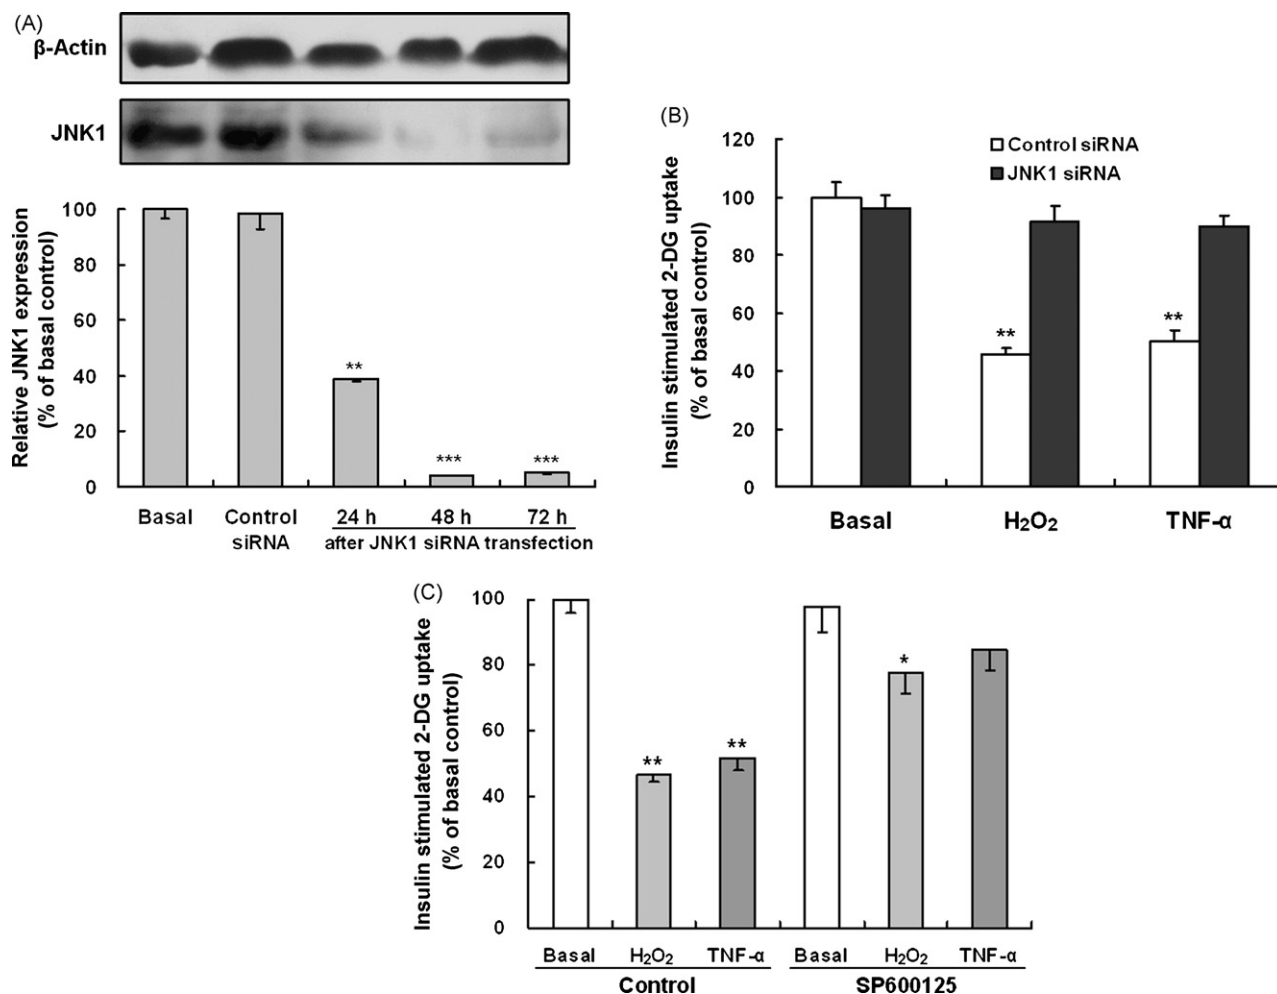 (A)
β-Actin
JNK1
Relative JNK1 expression
(% of basal control)
100
80
60
40
20
0
**
***
***
Basal
Control
siRNA
24 h
48 h
72 h
after JNK1 siRNA transfection
(B)
Insulin stimulated 2-DG uptake
(% of basal control)
120
100
80
60
40
20
0
Control siRNA
JNK1 siRNA
**
**
Basal
H₂O₂
TNF-α
(C)
Insulin stimulated 2-DG uptake
(% of basal control)
100
80
60
40
20
0
**
**
*
Basal
H₂O₂
TNF-α
Basal
H₂O₂
TNF-α
Control
SP600125